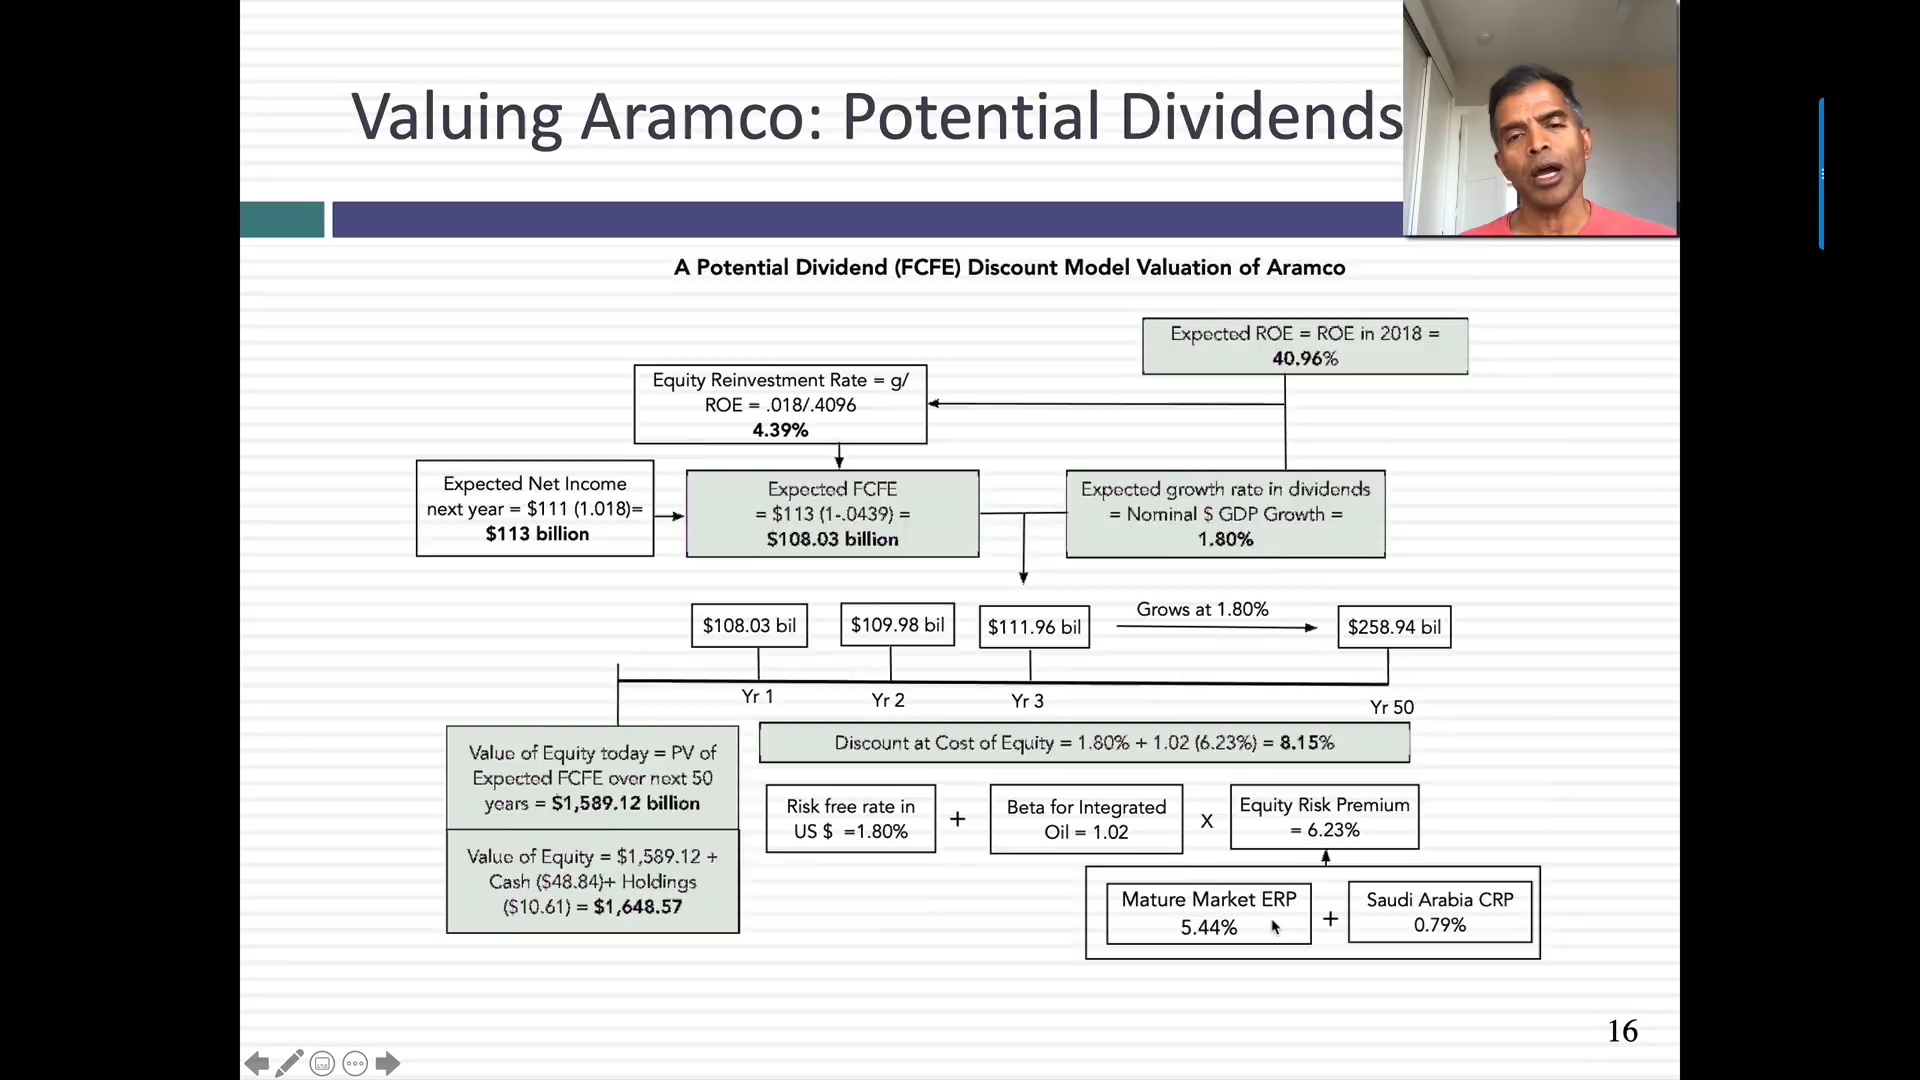 Valuing Aramco: Potential Dividends
A Potential Dividend (FCFE) Discount Model Valuation of Aramco
Expected ROE = ROE in 2018 =
40.96%
Equity Reinvestment Rate = g/
ROE = .018/.4096
4.39%
Expected Net Income
next year = $111 (1.018)=
$113 billion
Expected FCFE
= $113 (1-.0439) =
$108.03 billion
Expected growth rate in dividends
= Nominal $ GDP Growth =
1.80%
$108.03 bil
$109.98 bil
$111.96 bil
Grows at 1.80%
$258.94 bil
Yr 1
Yr 2
Yr 3
Yr 50
Value of Equity today = PV of
Expected FCFE over next 50
years = $1,589.12 billion
Discount at Cost of Equity = 1.80% + 1.02 (6.23%) = 8.15%
Risk free rate in
US $ =1.80%
+
Beta for Integrated
Oil = 1.02
X
Equity Risk Premium
= 6.23%
Value of Equity = $1,589.12 +
Cash ($48.84)+ Holdings
($10.61) = $1,648.57
Mature Market ERP
5.44%
+
Saudi Arabia CRP
0.79%
16